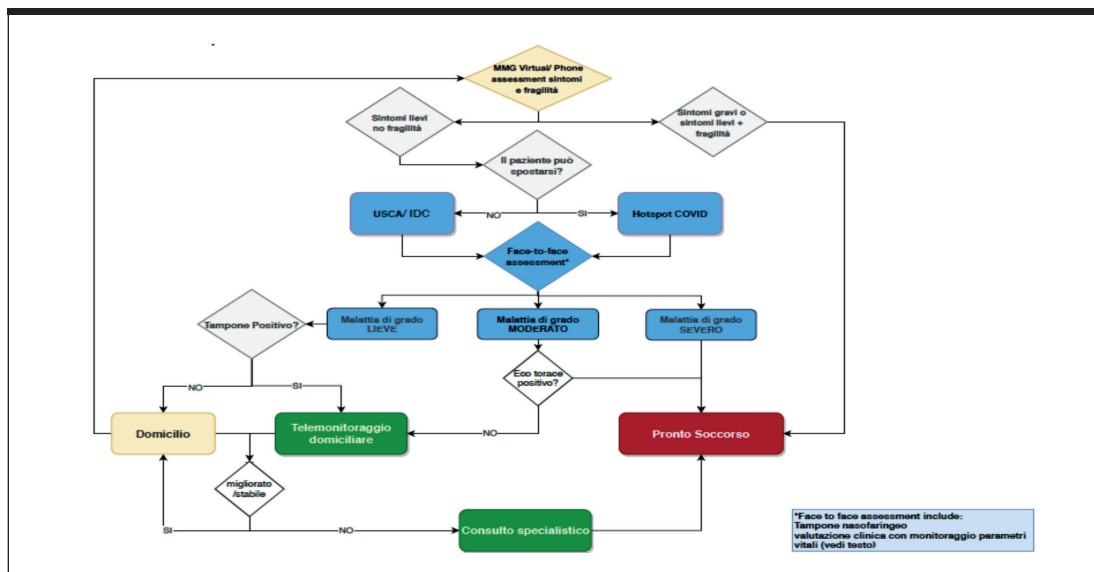 MMG Virtual/ Phone
assessment sintomi
e fragilità
Sintomi lievi
no fragilità
Sintomi gravi o
sintomi lievi +
fragilità
Il paziente può
spostarsi?
USCA/ IDC
NO
SI
Hotspot COVID
Face-to-face
assessment*
Malattia di grado
LIEVE
Malattia di grado
MODERATO
Malattia di grado
SEVERO
Tampone Positivo?
Eco torace
positivo?
NO
SI
Domicilio
Telemonitoraggio
domiciliare
NO
Pronto Soccorso
migliorato
/stabile
SI
NO
Consulto specialistico
*Face to face assessment include:
Tampone nasofaringeo
valutazione clinica con monitoraggio parametri
vitali (vedi testo)